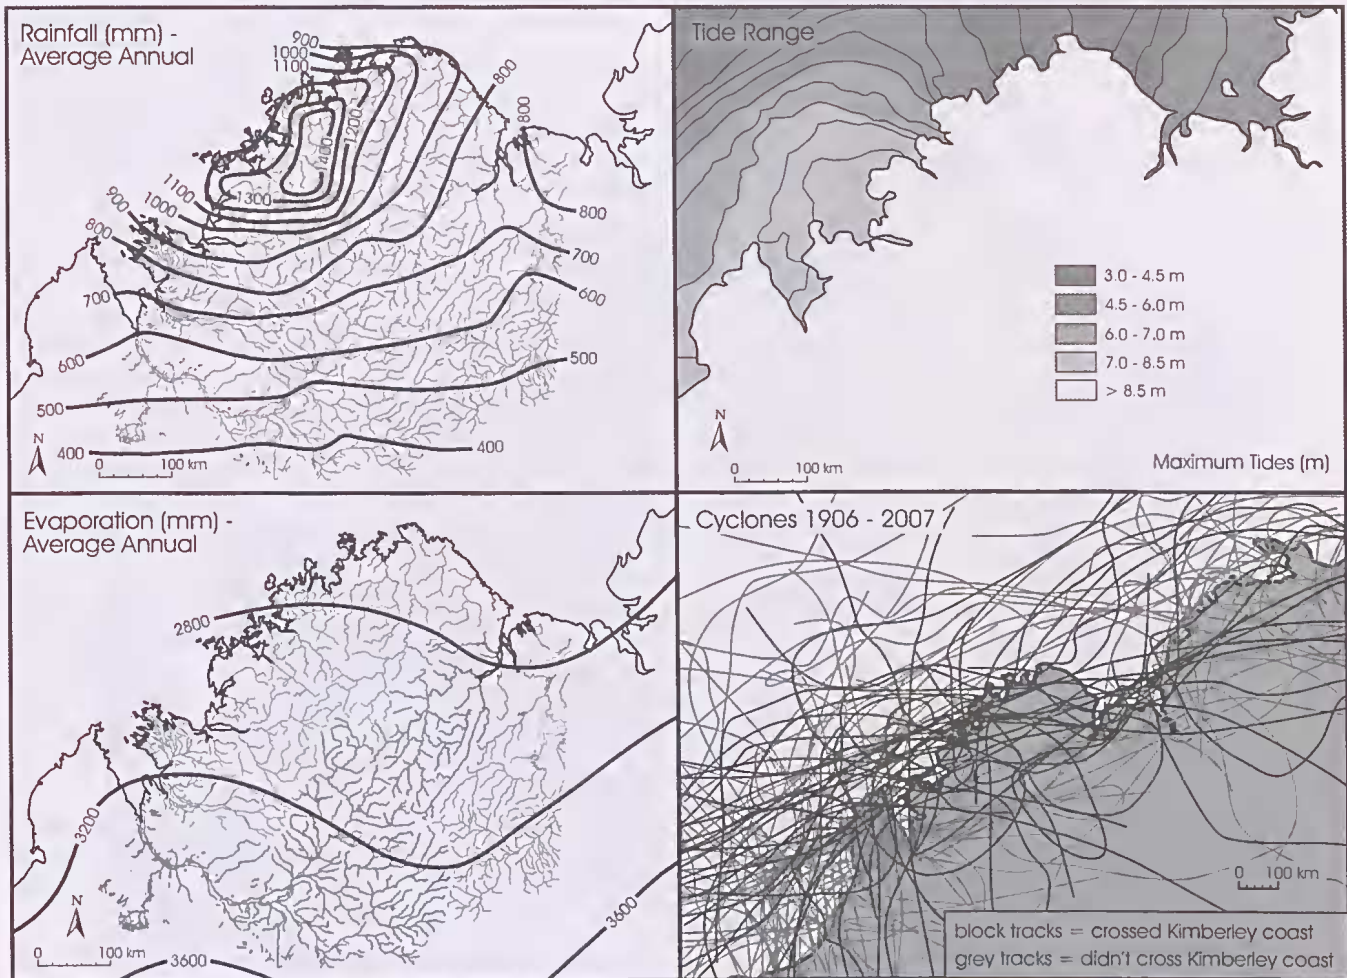 Rainfall (mm) -
Average Annual
900
1000
1100
800
800
1200
1400
1300
1100
1000
900
800
800
700
700
600
600
500
500
400
400
N
0 100 km
Tide Range
3.0 - 4.5 m
4.5 - 6.0 m
6.0 - 7.0 m
7.0 - 8.5 m
> 8.5 m
N
0 100 km
Maximum Tides (m)
Evaporation (mm) -
Average Annual
2800
3200
3600
3600
N
0 100 km
Cyclones 1906 - 2007
0 100 km
block tracks = crossed Kimberley coast
grey tracks = didn't cross Kimberley coast